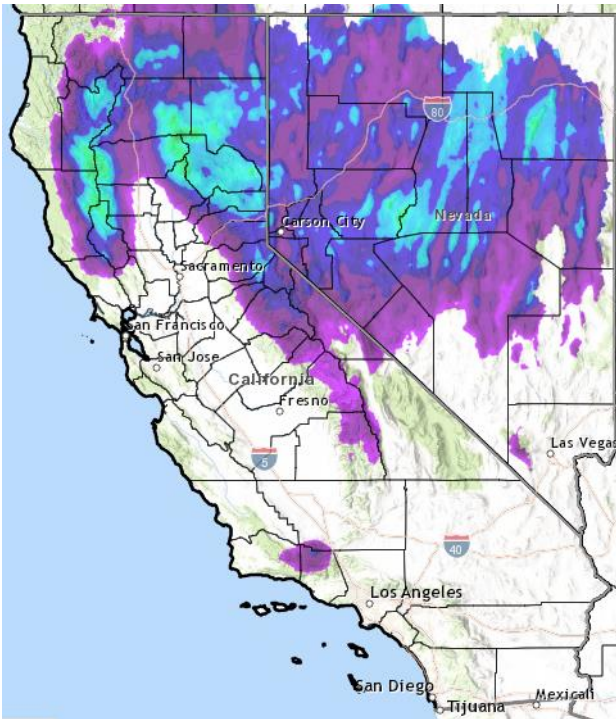 80
Carson City
Nevada
Sacramento
San Francisco
San Jose
California
Fresno
Las Vegas
5
40
Los Angeles
San Diego
Tijuana
Mexicali